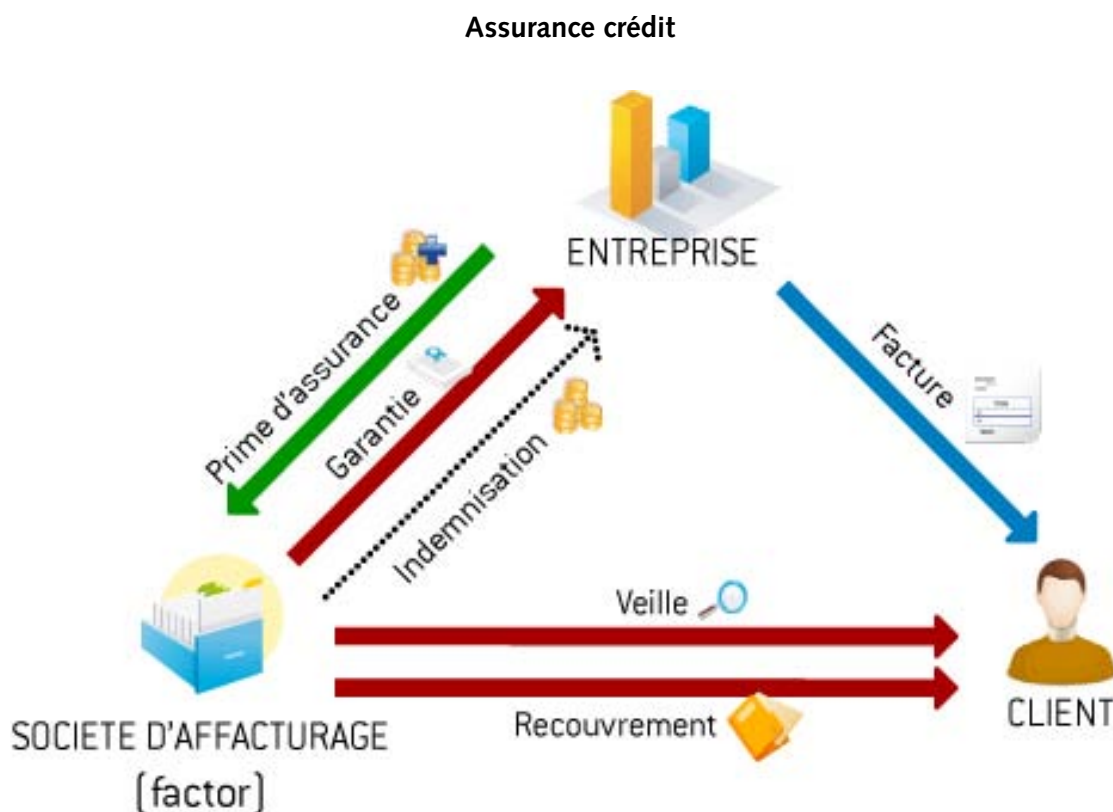 Assurance crédit
ENTREPRISE
Prime d'assurance
Garantie
Indemnisation
Facture
Veille
Recouvrement
SOCIETE D'AFFACTURAGE
(factor)
CLIENT